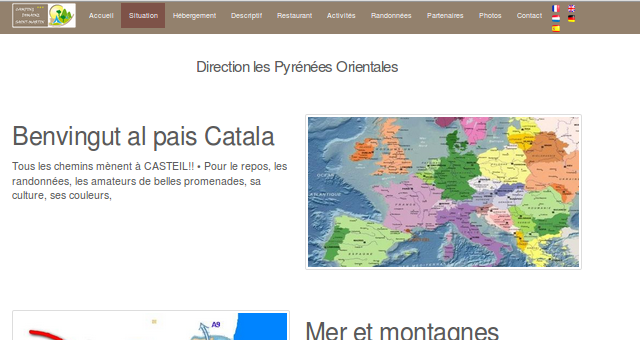 Accueil Situation Hébergement Descriptif Restaurant Activités Randonnées Partenaires Photos Contact
Direction les Pyrénées Orientales
Benvingut al pais Catala
Tous les chemins mènent à CASTEIL!! • Pour le repos, les
randonnées, les amateurs de belles promenades, sa
culture, ses couleurs,
A9
Mer et montagnes